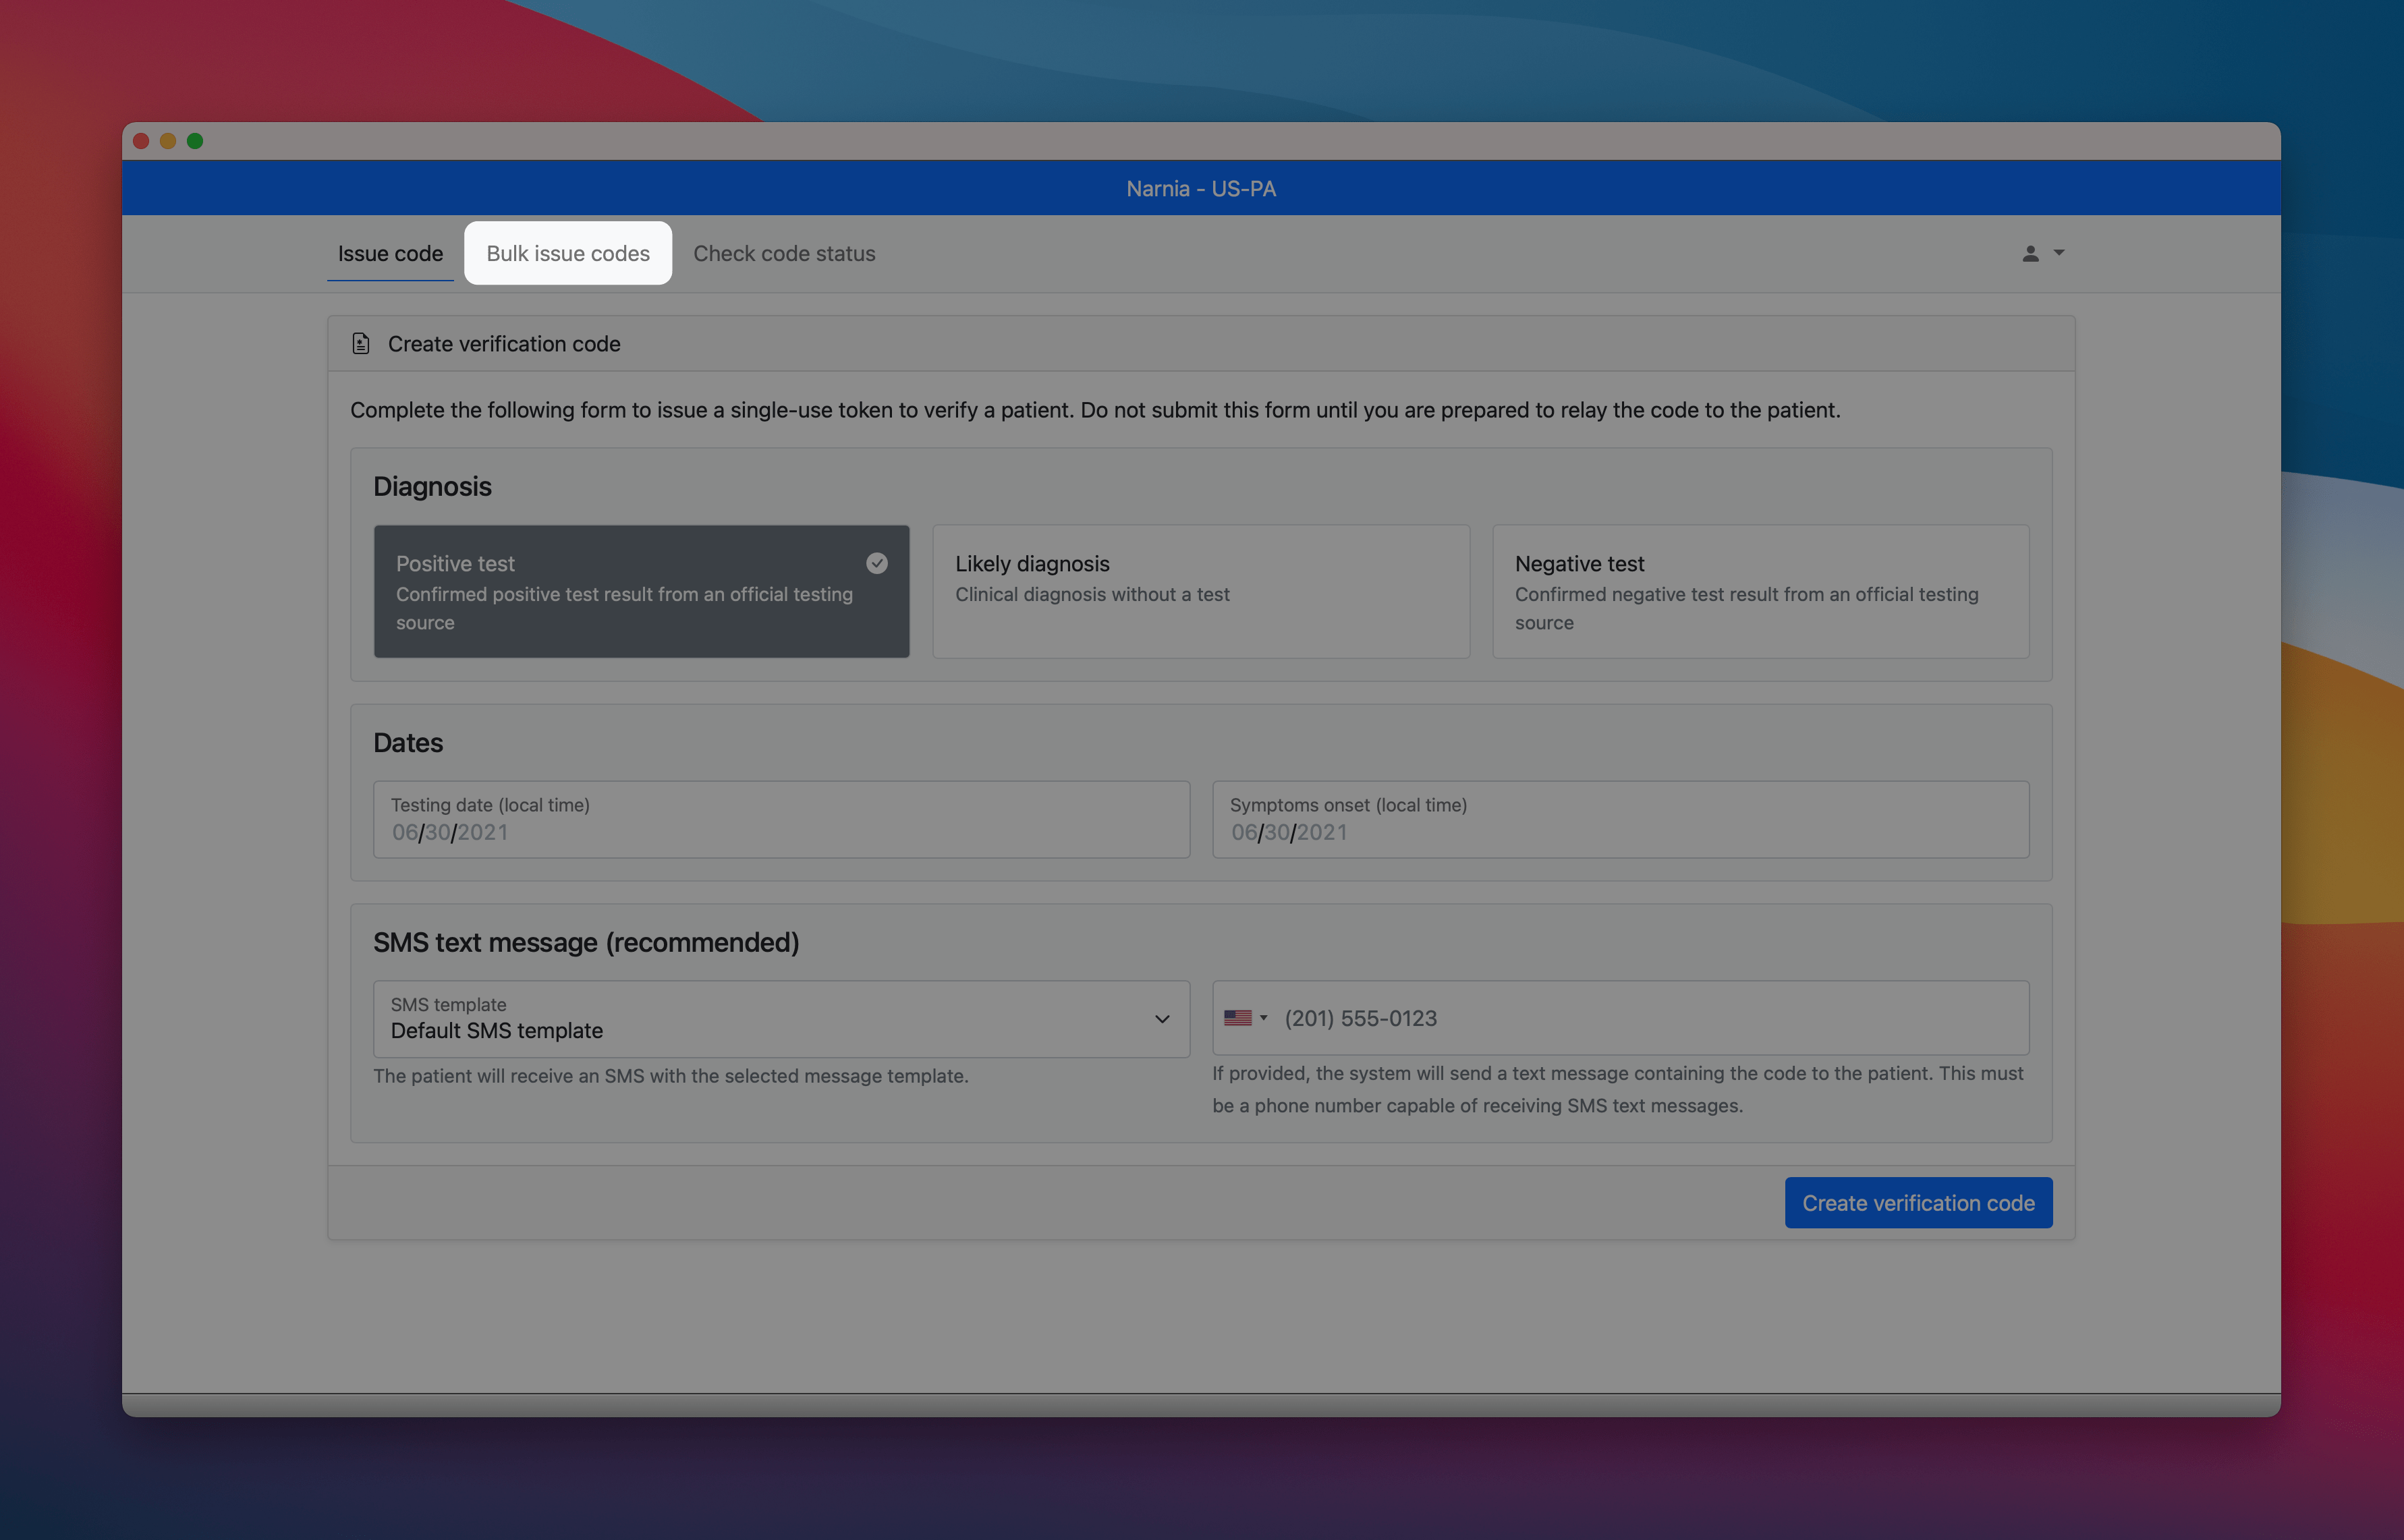 Narnia - US-PA
Issue code
Bulk issue codes
Check code status
Create verification code
Complete the following form to issue a single-use token to verify a patient. Do not submit this form until you are prepared to relay the code to the patient.
Diagnosis
Positive test
Confirmed positive test result from an official testing
source
Likely diagnosis
Clinical diagnosis without a test
Negative test
Confirmed negative test result from an official testing
source
Dates
Testing date (local time)
06/30/2021
Symptoms onset (local time)
06/30/2021
SMS text message (recommended)
SMS template
Default SMS template
The patient will receive an SMS with the selected message template.
(201) 555-0123
If provided, the system will send a text message containing the code to the patient. This must
be a phone number capable of receiving SMS text messages.
Create verification code